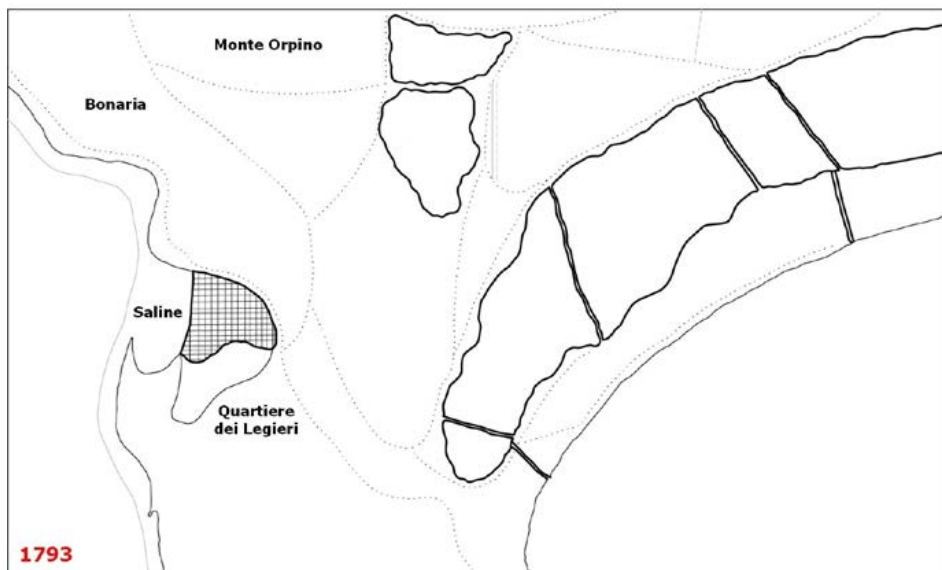 Monte Orpino
Bonaria
Saline
Quartiere
dei Legieri
1793